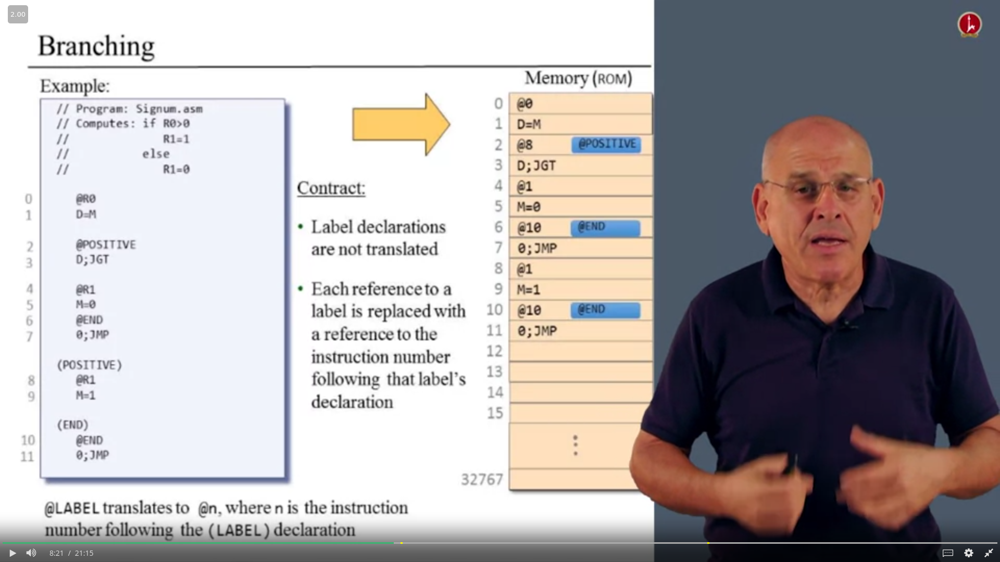 2.00
Branching
Example:
// Program: Signum.asm
// Computes: if R0>0
// R1=1
// else
// R1=0
0 @R0
1 D=M
2 @POSITIVE
3 D;JGT
4 @R1
5 M=0
6 @END
7 0;JMP
(POSITIVE)
8 @R1
9 M=1
(END)
10 @END
11 0;JMP
Contract:
• Label declarations
are not translated
• Each reference to a
label is replaced with
a reference to the
instruction number
following that label's
declaration
Memory (ROM)
0 @0
1 D=M
2 @8 @POSITIVE
3 D;JGT
4 @1
5 M=0
6 @10 @END
7 0;JMP
8 @1
9 M=1
10 @10 @END
11 0;JMP
12
13
14
15
32767
@LABEL translates to @n, where n is the instruction
number following the (LABEL) declaration
8:21 / 21:15